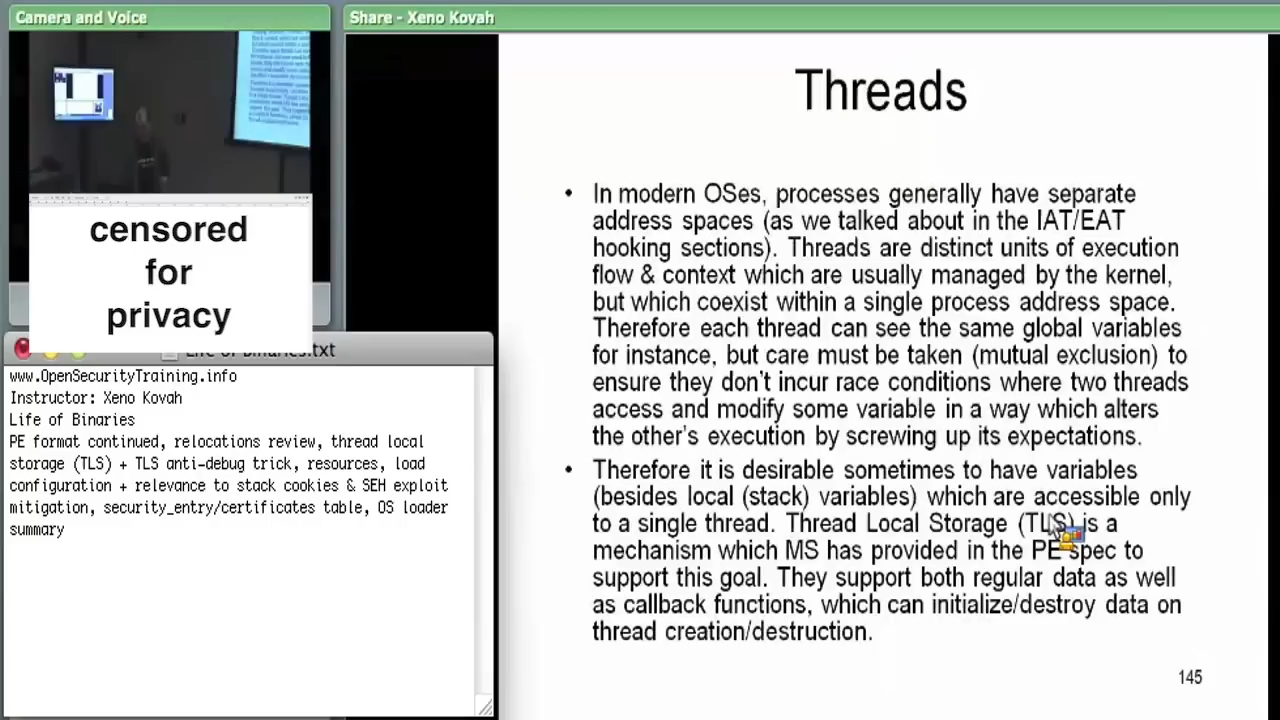 Camera and Voice
Share - Xeno Kovah
censored
for
privacy
Life of Binaries.txt
www.OpenSecurityTraining.info
Instructor: Xeno Kovah
Life of Binaries
PE format continued, relocations review, thread local
storage (TLS) + TLS anti-debug trick, resources, load
configuration + relevance to stack cookies & SEH exploit
mitigation, security_entry/certificates table, OS loader
summary
Threads
• In modern OSes, processes generally have separate
address spaces (as we talked about in the IAT/EAT
hooking sections). Threads are distinct units of execution
flow & context which are usually managed by the kernel,
but which coexist within a single process address space.
Therefore each thread can see the same global variables
for instance, but care must be taken (mutual exclusion) to
ensure they don't incur race conditions where two threads
access and modify some variable in a way which alters
the other's execution by screwing up its expectations.
• Therefore it is desirable sometimes to have variables
(besides local (stack) variables) which are accessible only
to a single thread. Thread Local Storage (TLS) is a
mechanism which MS has provided in the PE spec to
support this goal. They support both regular data as well
as callback functions, which can initialize/destroy data on
thread creation/destruction.
145